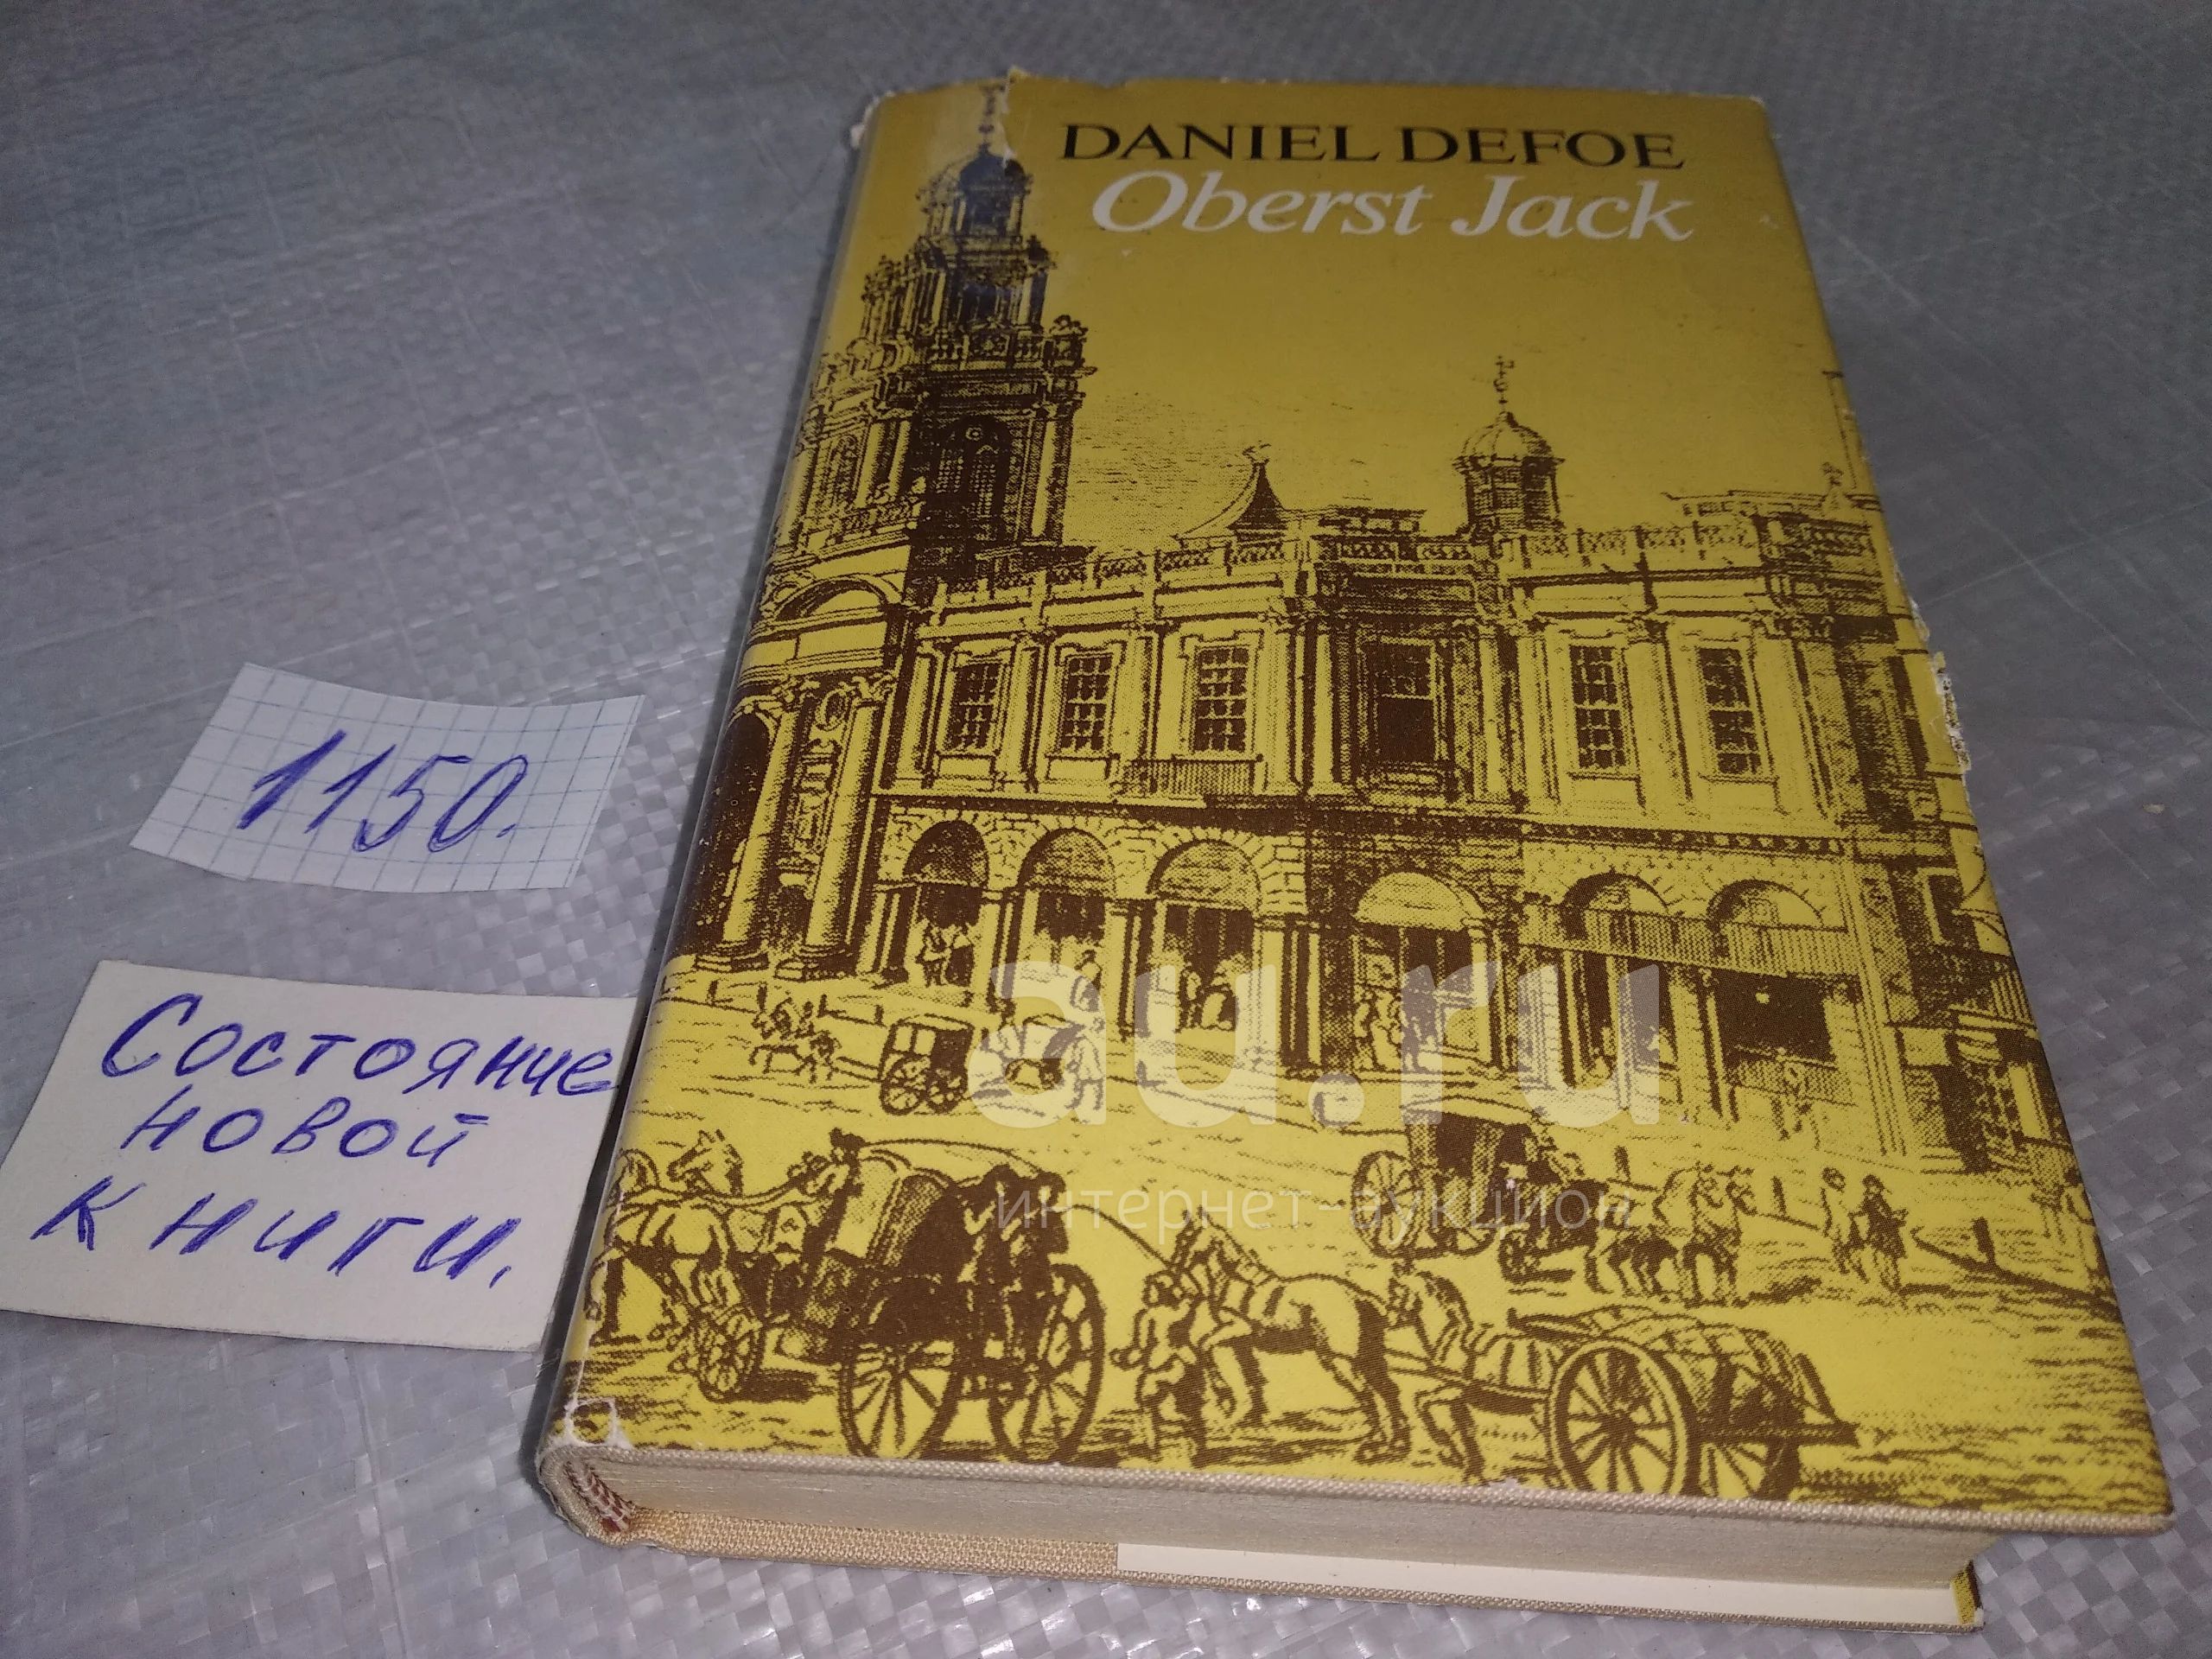 DANIEL DEFOE
Oberst Jack
1150.
Состояние
новой
книги.
au.ru
интернет-аукцион